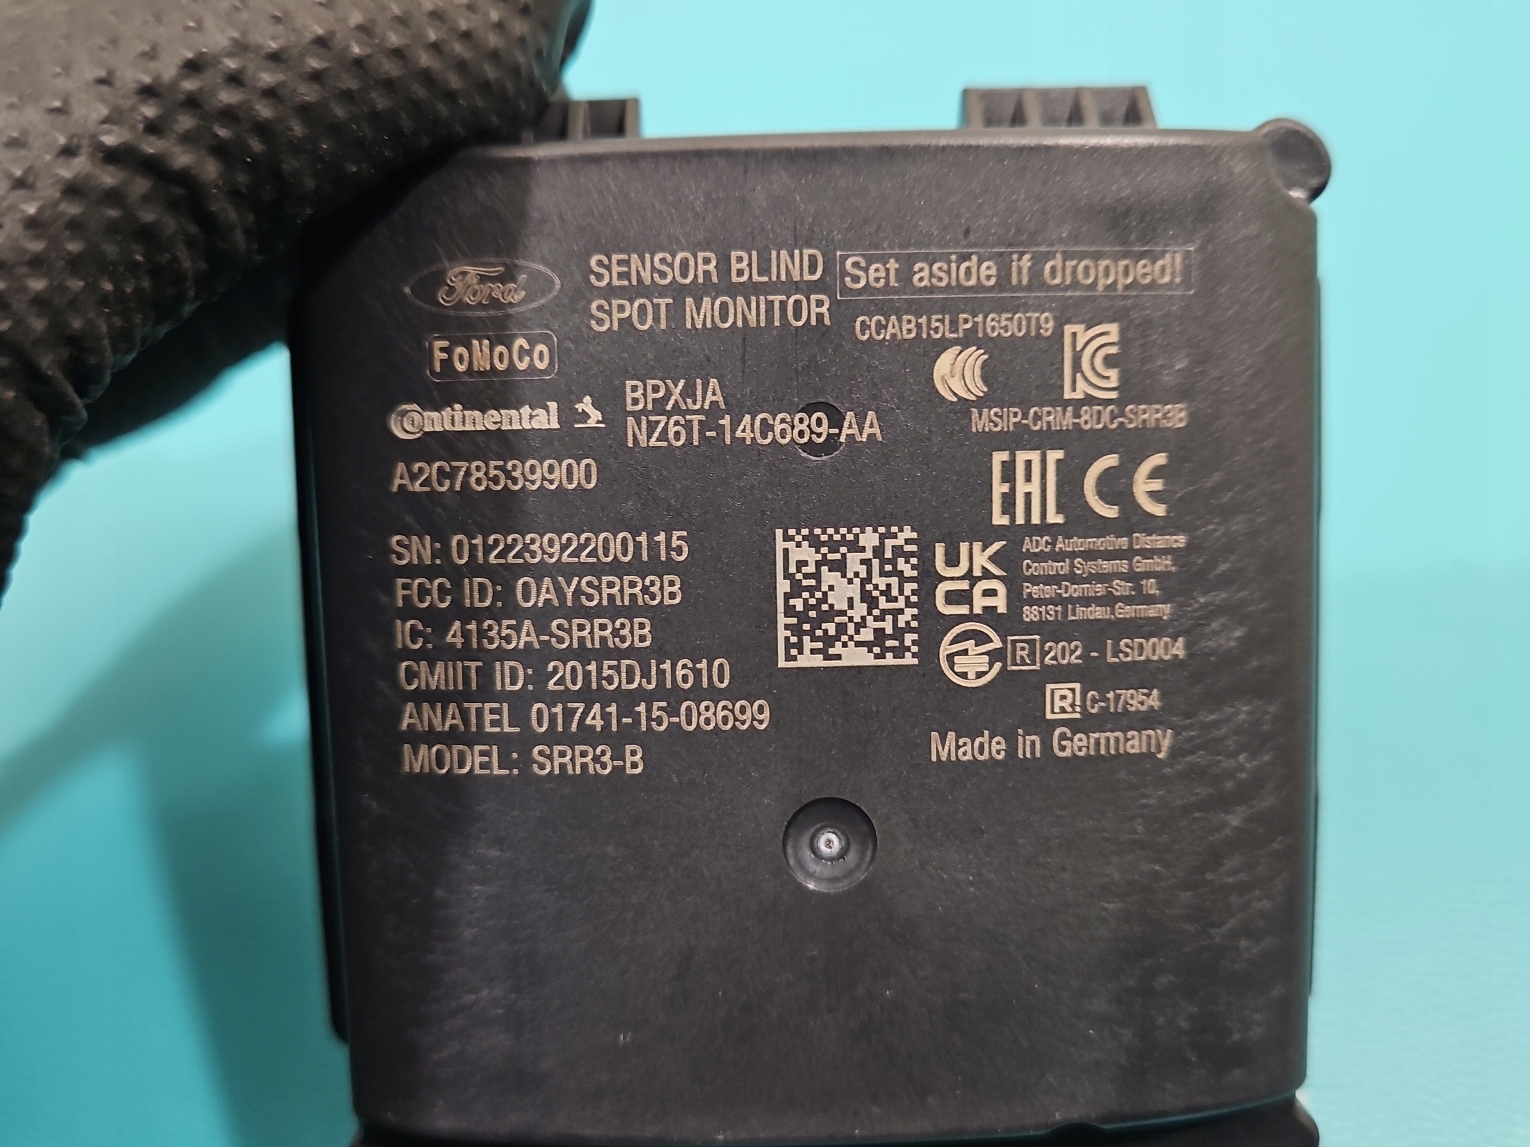 Ford
SENSOR BLIND
SPOT MONITOR
Set aside if dropped!
FoMoCo
CCAB15LP1650T9
Continental
BPXJA
NZ6T-14C689-AA
MSIP-CRM-8DC-SRR3B
A2C78539900
EAC CE
SN: 0122392200115
FCC ID: OAYSRR3B
IC: 4135A-SRR3B
CMIIT ID: 2015DJ1610
ANATEL 01741-15-08699
MODEL: SRR3-B
UK
CA
ADC Automotive Distance
Control Systems GmbH,
Peter-Dornier-Str. 10,
88131 Lindau,Germany
R 202 - LSD004
R C-17954
Made in Germany